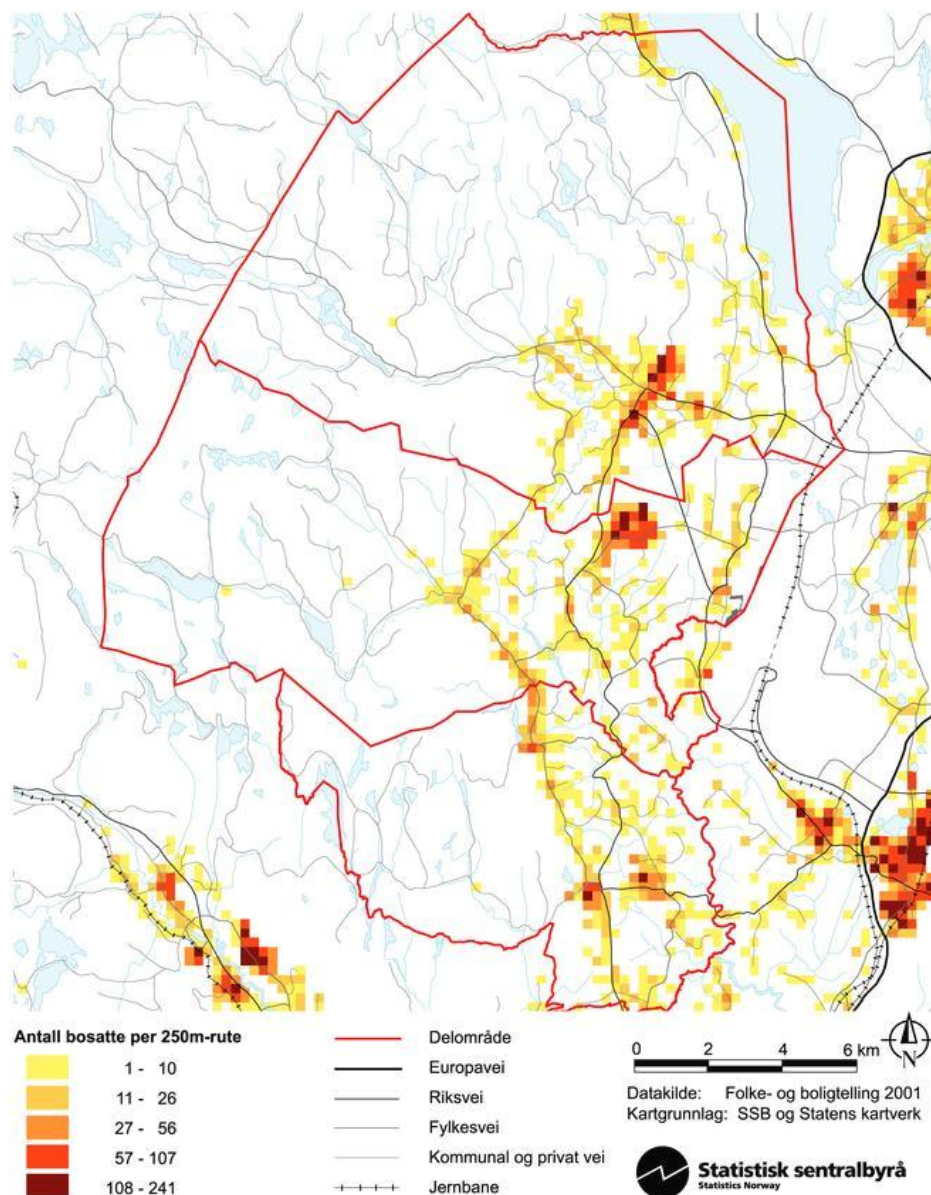 Antall bosatte per 250m-rute
1 - 10
11 - 26
27 - 56
57 - 107
108 - 241
Delområde
Europavei
Riksvei
Fylkesvei
Kommunal og privat vei
Jernbane
0 2 4 6 km
N
Datakilde: Folke- og boligtelling 2001
Kartgrunnlag: SSB og Statens kartverk
Statistisk sentralbyrå
Statistics Norway